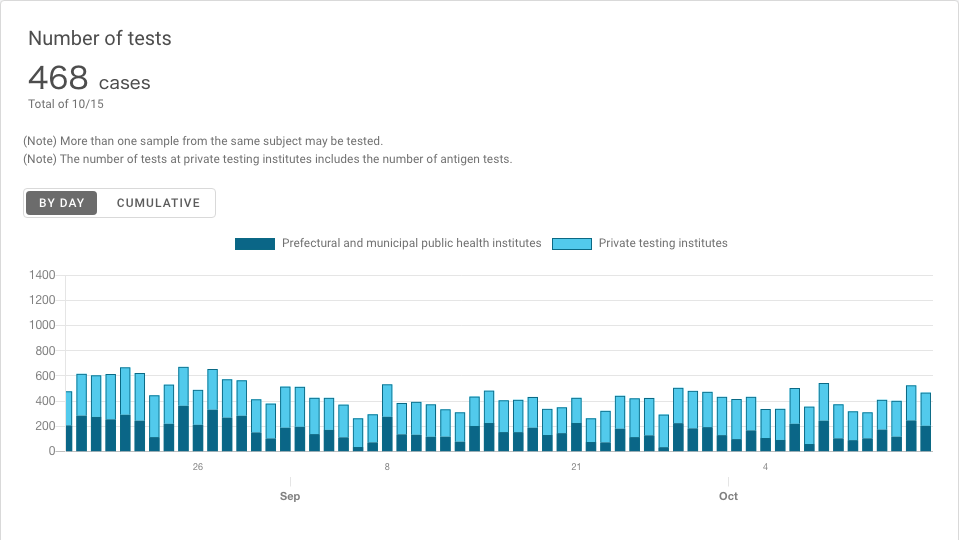 Number of tests
468 cases
Total of 10/15
(Note) More than one sample from the same subject may be tested.
(Note) The number of tests at private testing institutes includes the number of antigen tests.
BY DAY CUMULATIVE
Prefectural and municipal public health institutes Private testing institutes
1400
1200
1000
800
600
400
200
0
26 8 21 4
Sep Oct